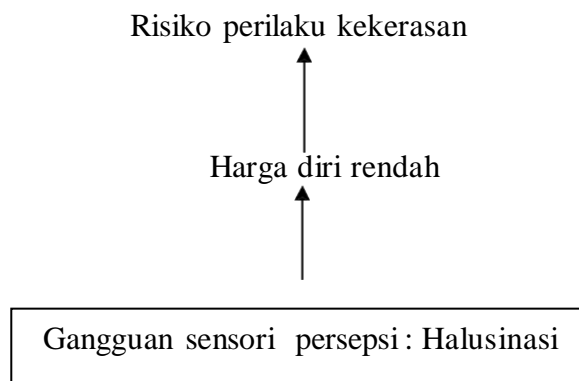 Risiko perilaku kekerasan
Harga diri rendah
Gangguan sensori persepsi : Halusinasi